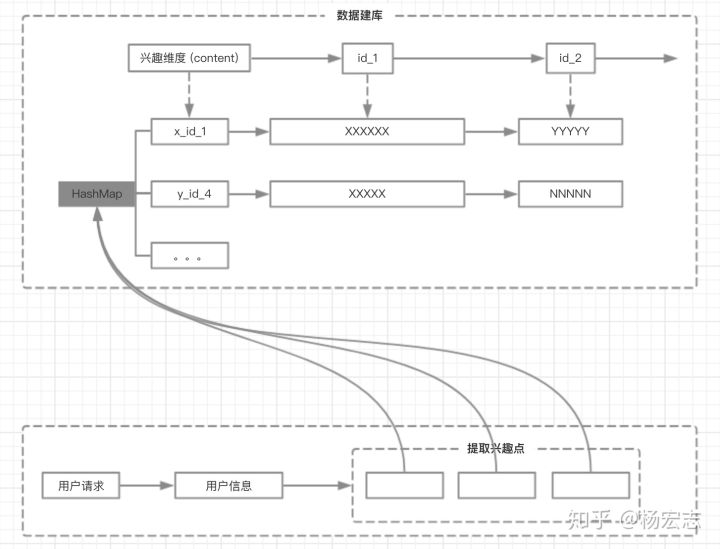 数据建库
兴趣维度 (content)
id_1
id_2
x_id_1
XXXXXX
YYYYY
HashMap
y_id_4
XXXXX
NNNNN
。。。
提取兴趣点
用户请求
用户信息
知乎 @杨宏志